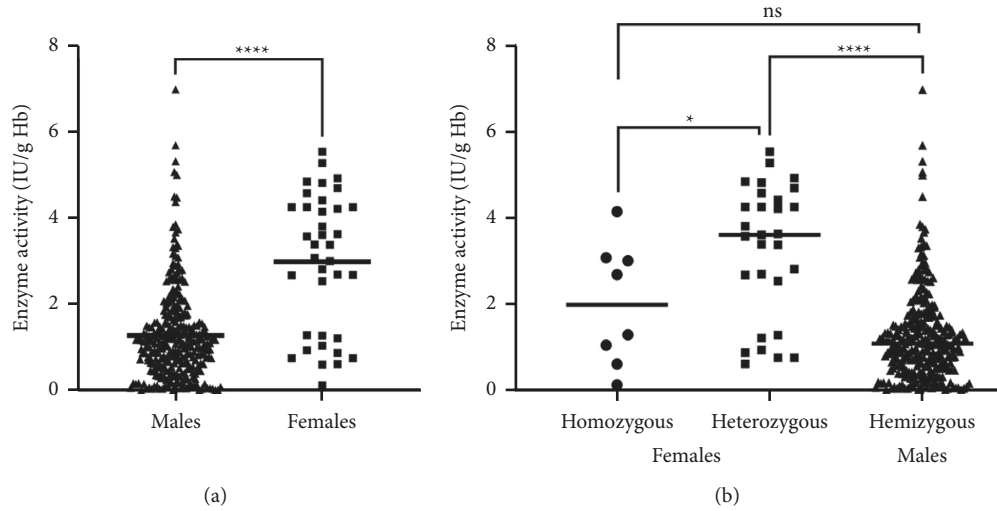 Enzyme activity (IU/g Hb)
8
6
4
2
0
****
Males
Females
(a)
Enzyme activity (IU/g Hb)
8
6
4
2
0
ns
*
****
Homozygous
Heterozygous
Hemizygous
Females
Males
(b)